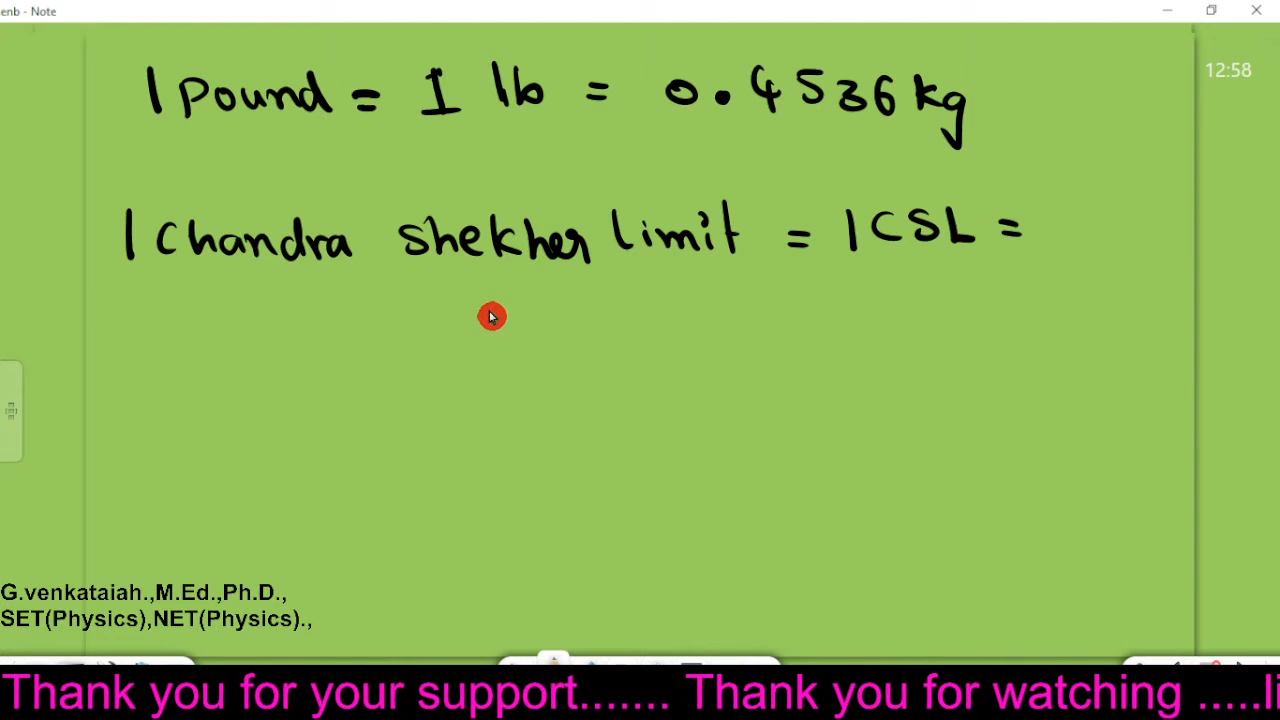 enb - Note
12:58
1 pound = 1 lb = 0.4536 kg
1 Chandra shekher limit = 1 CSL =
G.venkataiah.,M.Ed.,Ph.D.,
SET(Physics),NET(Physics).,
Thank you for your support....... Thank you for watching .....li